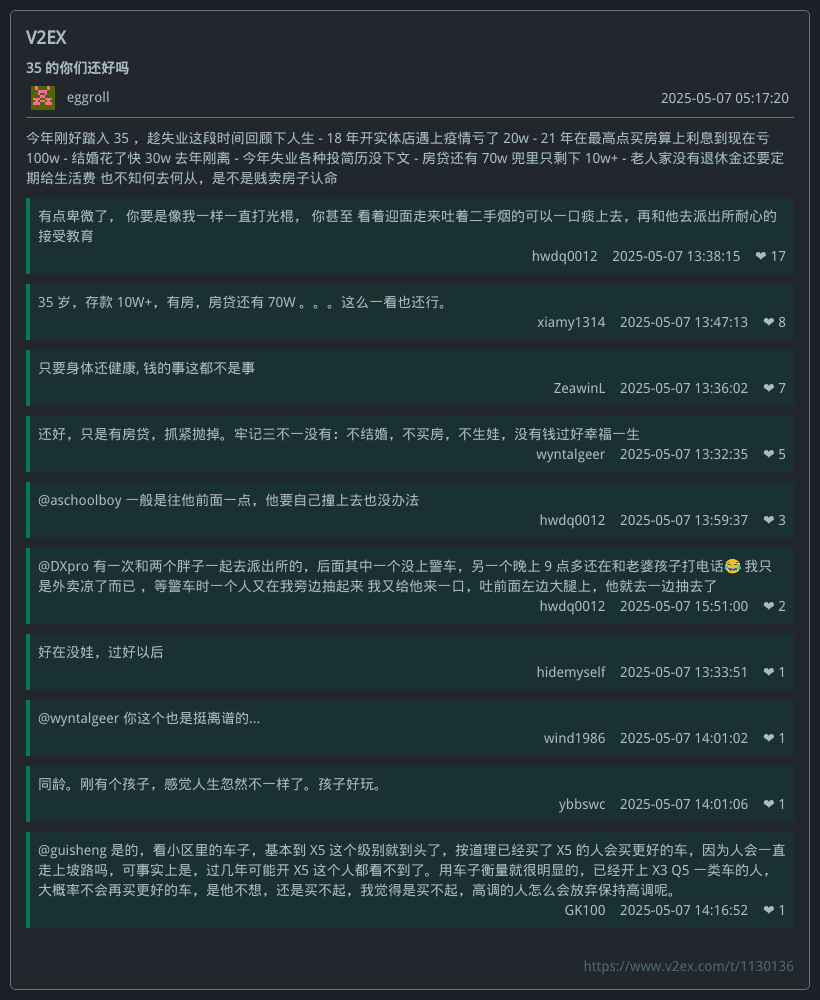 V2EX
35 的你们还好吗
eggroll 2025-05-07 05:17:20
今年刚好踏入 35 ，趁失业这段时间回顾下人生 - 18 年开实体店遇上疫情亏了 20w - 21 年在最高点买房算上利息到现在亏
100w - 结婚花了快 30w 去年刚离 - 今年失业各种投简历没下文 - 房贷还有 70w 兜里只剩下 10w+ - 老人家没有退休金还要定
期给生活费 也不知何去何从，是不是贱卖房子认命
有点卑微了， 你要是像我一样一直打光棍， 你甚至 看着迎面走来吐着二手烟的可以一口痰上去，再和他去派出所耐心的
接受教育
hwdq0012 2025-05-07 13:38:15 ❤ 17
35 岁，存款 10W+，有房，房贷还有 70W 。。。这么一看也还行。
xiamy1314 2025-05-07 13:47:13 ❤ 8
只要身体还健康, 钱的事这都不是事
ZeawinL 2025-05-07 13:36:02 ❤ 7
还好，只是有房贷，抓紧抛掉。牢记三不一没有：不结婚，不买房，不生娃，没有钱过好幸福一生
wyntalgeer 2025-05-07 13:32:35 ❤ 5
@aschoolboy 一般是往他前面一点，他要自己撞上去也没办法
hwdq0012 2025-05-07 13:59:37 ❤ 3
@DXpro 有一次和两个胖子一起去派出所的，后面其中一个没上警车，另一个晚上 9 点多还在和老婆孩子打电话😂 我只
是外卖凉了而已 ，等警车时一个人又在我旁边抽起来 我又给他来一口，吐前面左边大腿上，他就去一边抽去了
hwdq0012 2025-05-07 15:51:00 ❤ 2
好在没娃，过好以后
hidemyself 2025-05-07 13:33:51 ❤ 1
@wyntalgeer 你这个也是挺离谱的...
wind1986 2025-05-07 14:01:02 ❤ 1
同龄。刚有个孩子，感觉人生忽然不一样了。孩子好玩。
ybbswc 2025-05-07 14:01:06 ❤ 1
@guisheng 是的，看小区里的车子，基本到 X5 这个级别就到头了，按道理已经买了 X5 的人会买更好的车，因为人会一直
走上坡路吗，可事实上是，过几年可能开 X5 这个人都看不到了。用车子衡量就很明显的，已经开上 X3 Q5 一类车的人，
大概率不会再买更好的车，是他不想，还是买不起，我觉得是买不起，高调的人怎么会放弃保持高调呢。
GK100 2025-05-07 14:16:52 ❤ 1
https://www.v2ex.com/t/1130136